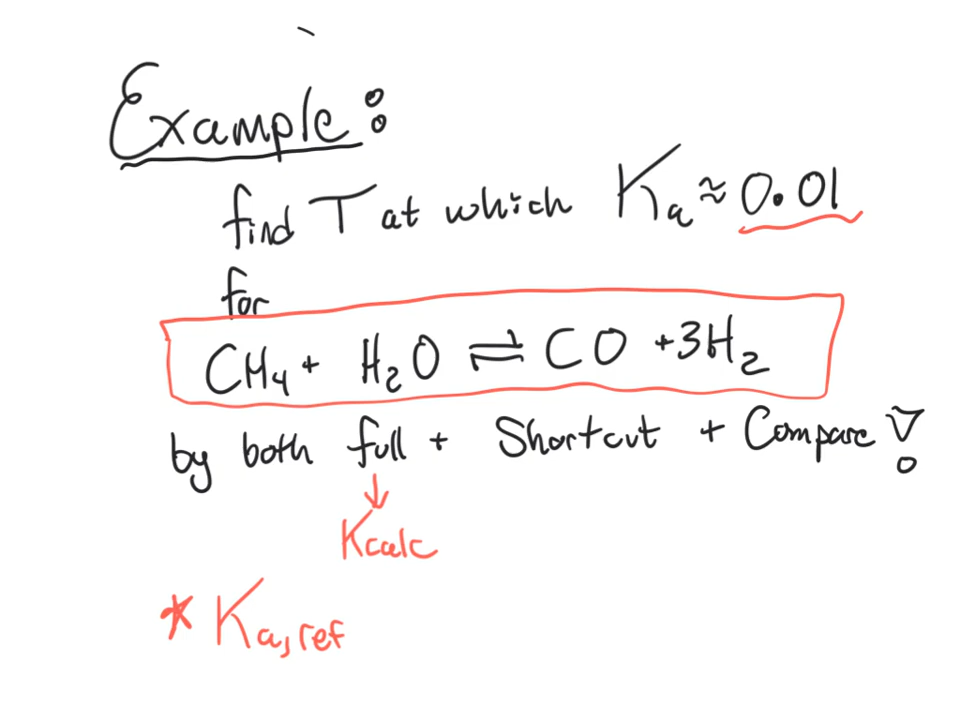 Example:
find T at which Ka ≈ 0.01
for
CH4 + H2O ⇌ CO + 3H2
by both full + Shortcut + Compare!
↓
Kcalc
* Ka,ref